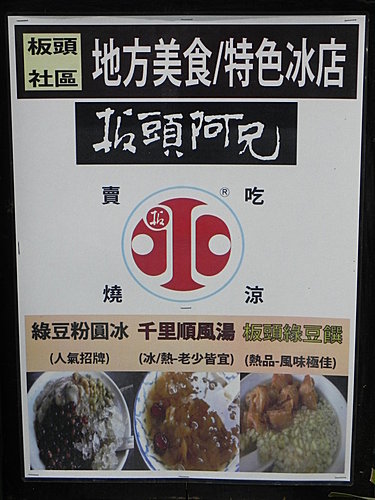 板頭
社區
地方美食/特色冰店
板頭阿兄
賣 ® 吃
板
燒 涼
綠豆粉圓冰 千里順風湯 板頭綠豆饌
(人氣招牌) (冰/熱-老少皆宜) (熱品-風味極佳)